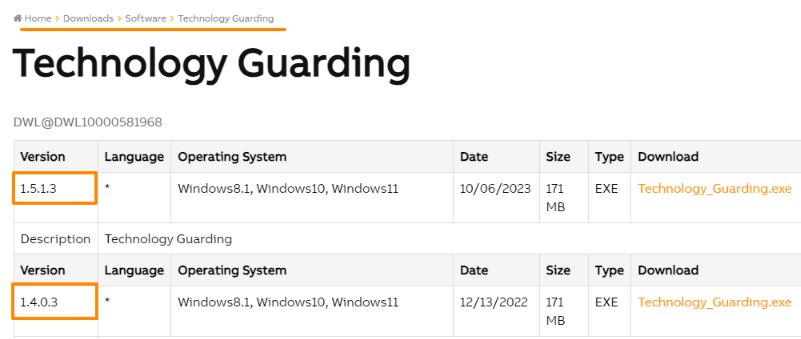 Home > Downloads > Software > Technology Guarding
Technology Guarding
DWL@DWL10000581968
Version Language Operating System Date Size Type Download
1.5.1.3 * Windows8.1, Windows10, Windows11 10/06/2023 171 MB EXE Technology_Guarding.exe
Description Technology Guarding
Version Language Operating System Date Size Type Download
1.4.0.3 * Windows8.1, Windows10, Windows11 12/13/2022 171 MB EXE Technology_Guarding.exe